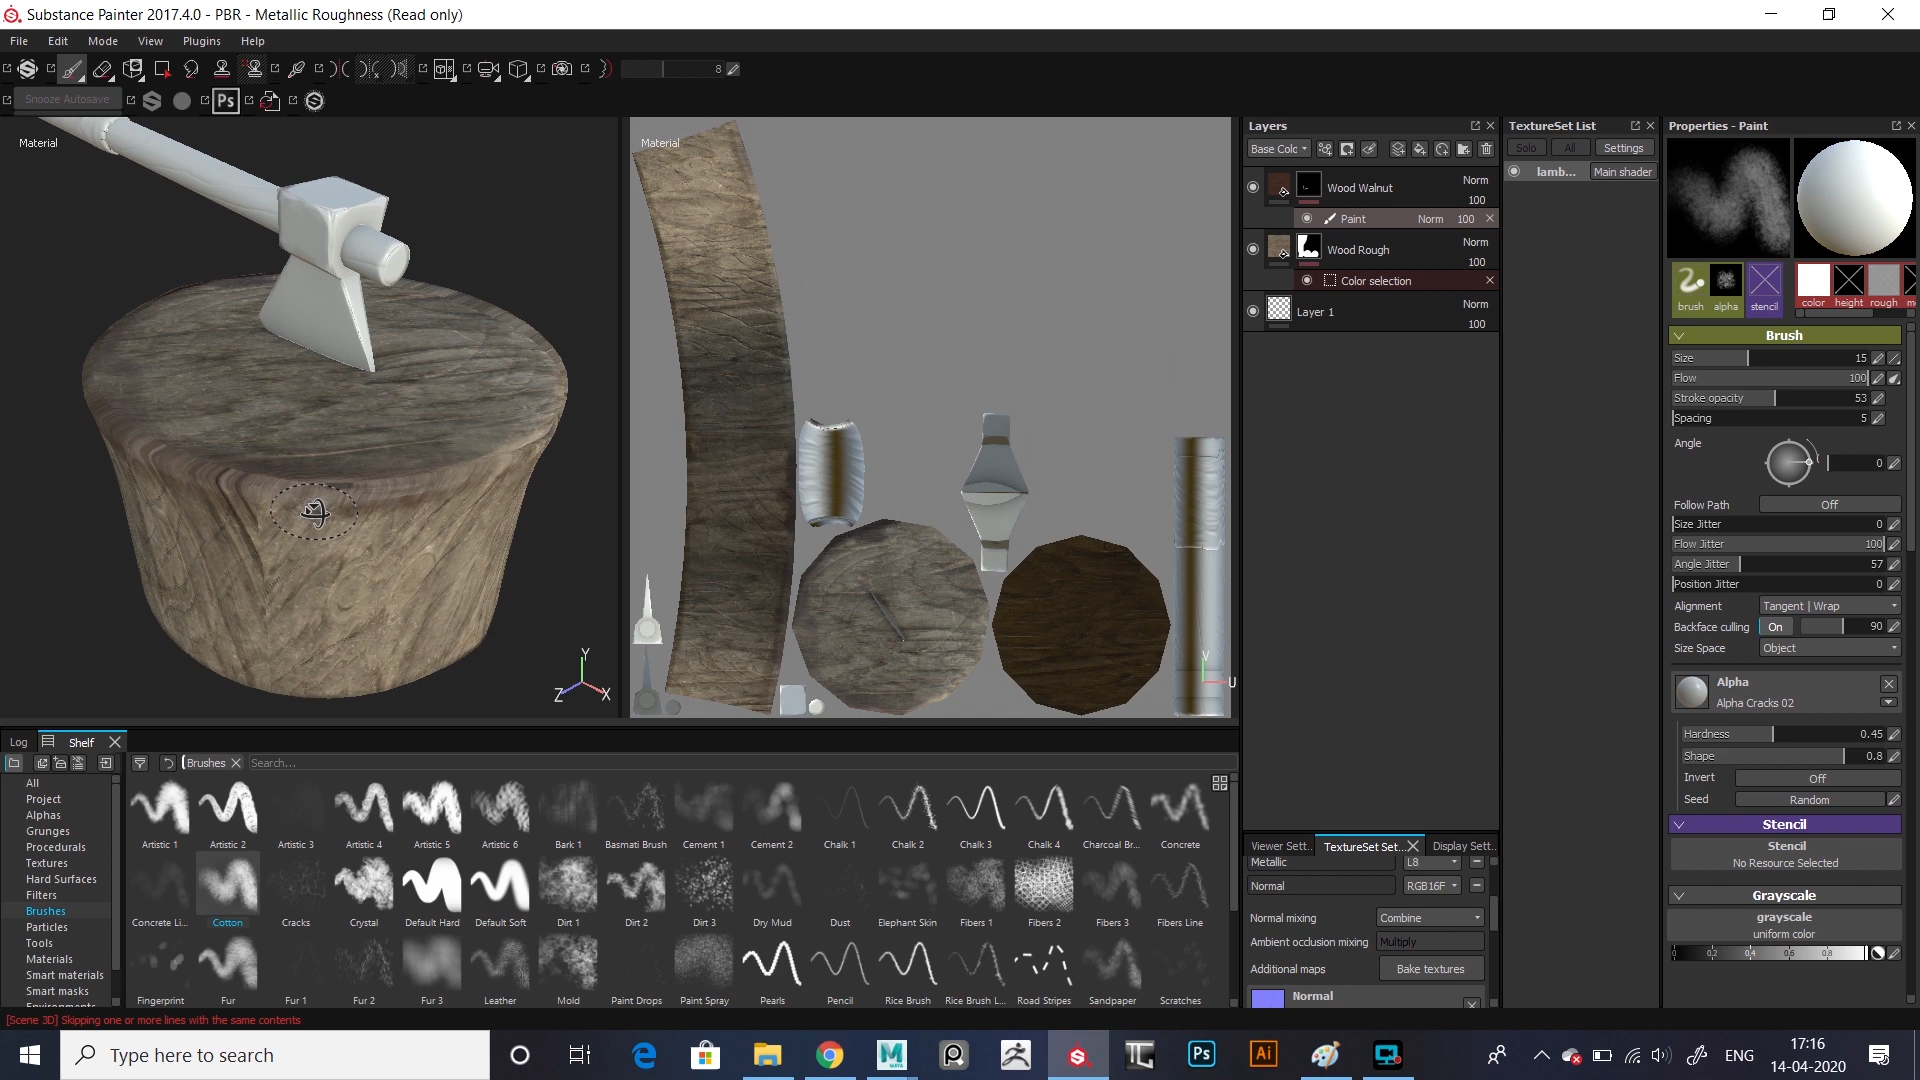 Substance Painter 2017.4.0 - PBR - Metallic Roughness (Read only)
File Edit Mode View Plugins Help
8
Snooze Autosave
Ps
Material
Material
Y
Z
X
V
U
Layers
Base Colc
Wood Walnut Norm
100
Paint Norm 100
Wood Rough Norm
100
Color selection
Layer 1 Norm
100
TextureSet List
Solo All Settings
lamb... Main shader
Properties - Paint
brush alpha stencil color height rough m
Brush
Size 15
Flow 100
Stroke opacity 53
Spacing 5
Angle 0
Follow Path Off
Size Jitter 0
Flow Jitter 100
Angle Jitter 57
Position Jitter 0
Alignment Tangent | Wrap
Backface culling On 90
Size Space Object
Alpha
Alpha Cracks 02
Hardness 0.45
Shape 0.8
Invert Off
Seed Random
Stencil
Stencil
No Resource Selected
Grayscale
grayscale
uniform color
0 0.2 0.4 0.6 0.8
Viewer Sett.. TextureSet Set... Display Sett..
Metallic L8
Normal RGB16F
Normal mixing Combine
Ambient occlusion mixing Multiply
Additional maps Bake textures
Normal
Log Shelf
Brushes Search...
All
Project
Alphas
Grunges
Procedurals
Textures
Hard Surfaces
Filters
Brushes
Particles
Tools
Materials
Smart materials
Smart masks
Artistic 1 Artistic 2 Artistic 3 Artistic 4 Artistic 5 Artistic 6 Bark 1 Basmati Brush Cement 1 Cement 2 Chalk 1 Chalk 2 Chalk 3 Chalk 4 Charcoal Br... Concrete
Concrete Li... Cotton Cracks Crystal Default Hard Default Soft Dirt 1 Dirt 2 Dirt 3 Dry Mud Dust Elephant Skin Fibers 1 Fibers 2 Fibers 3 Fibers Line
Fingerprint Fur Fur 1 Fur 2 Fur 3 Leather Mold Paint Drops Paint Spray Pearls Pencil Rice Brush Rice Brush L... Road Stripes Sandpaper Scratches
[Scene 3D] Skipping one or more lines with the same contents
Type here to search
Ps
Ai
ENG
17:16
14-04-2020